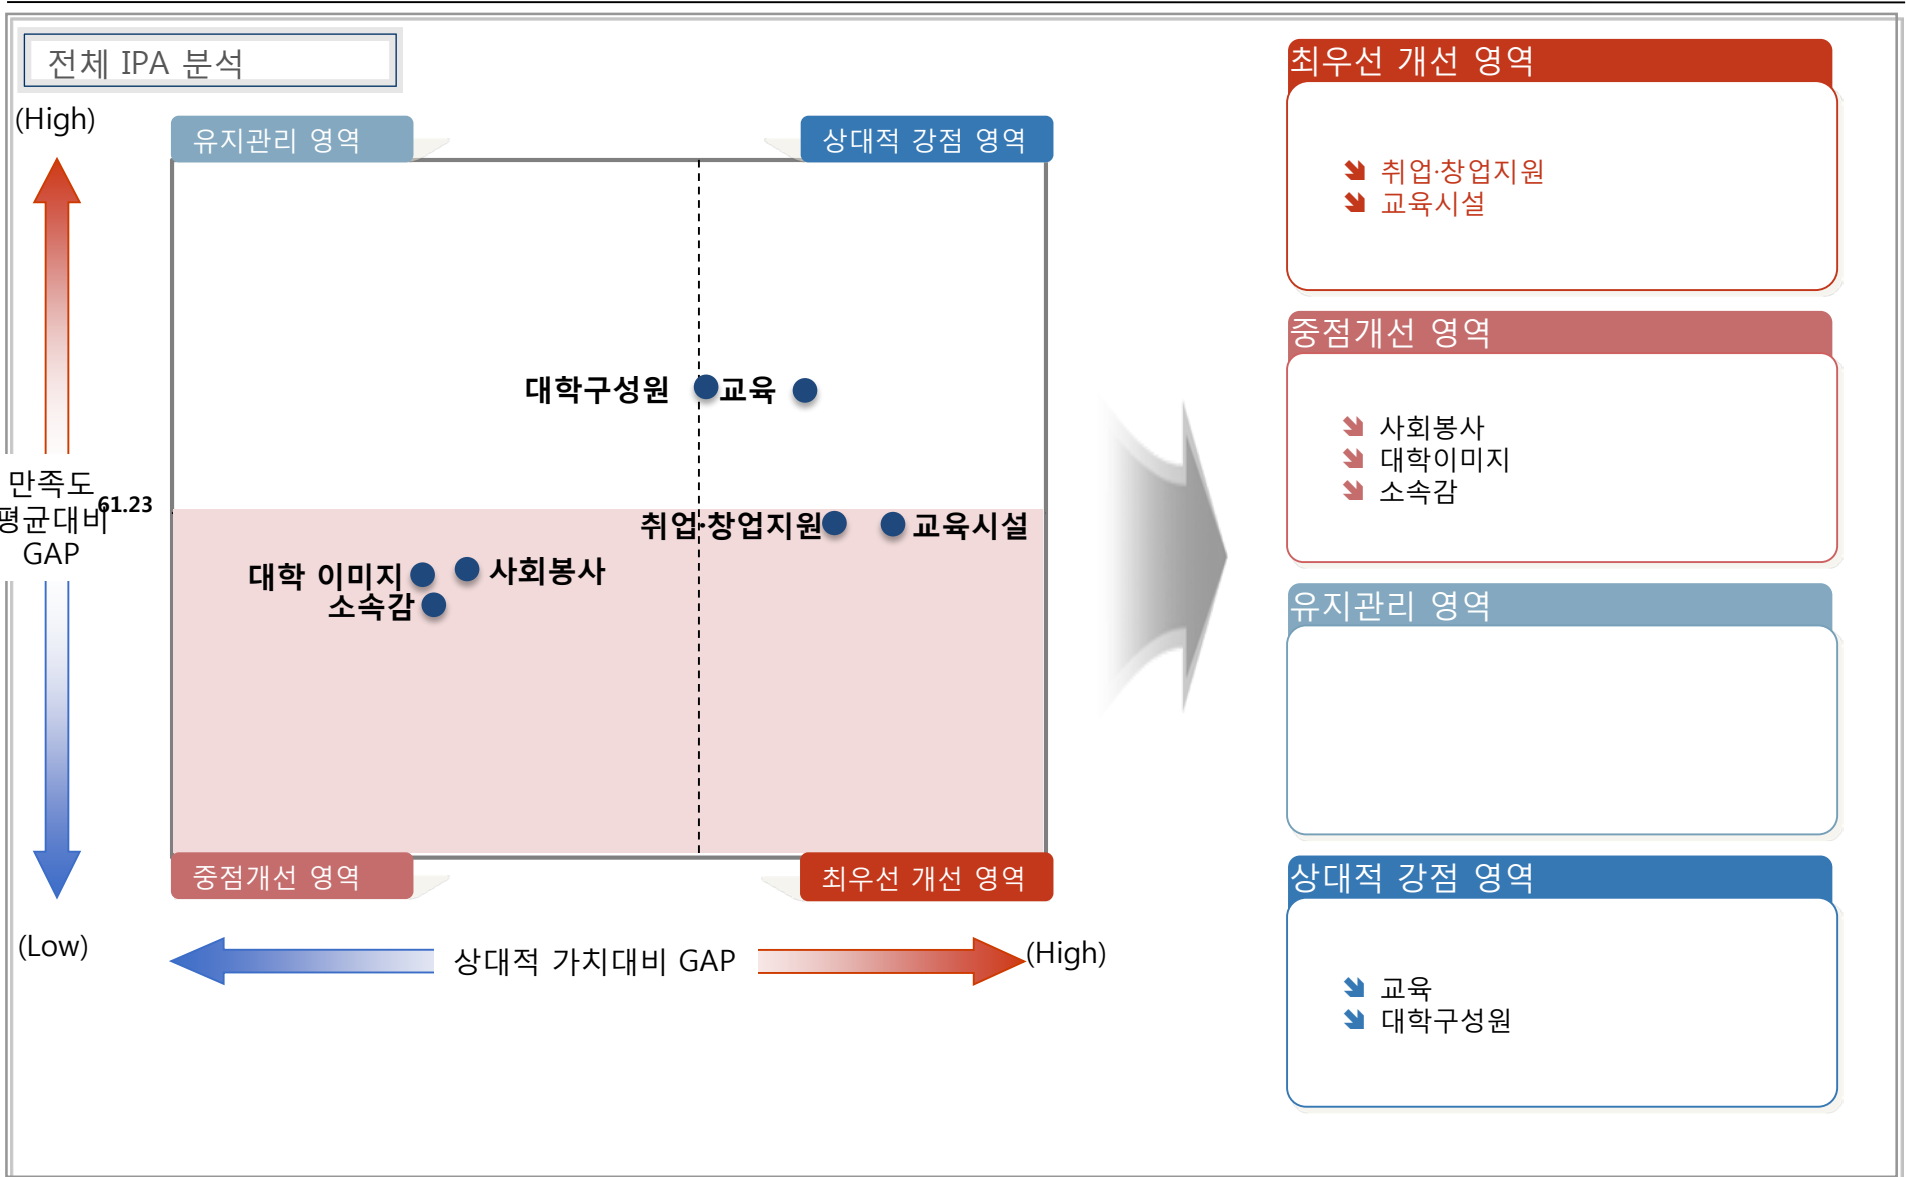 전체 IPA 분석
(High)
유지관리 영역
상대적 강점 영역
대학구성원
교육
만족도
평균대비
GAP
61.23
취업·창업지원
교육시설
대학 이미지
사회봉사
소속감
중점개선 영역
최우선 개선 영역
(Low)
상대적 가치대비 GAP
(High)
최우선 개선 영역
취업·창업지원
교육시설
중점개선 영역
사회봉사
대학이미지
소속감
유지관리 영역
상대적 강점 영역
교육
대학구성원